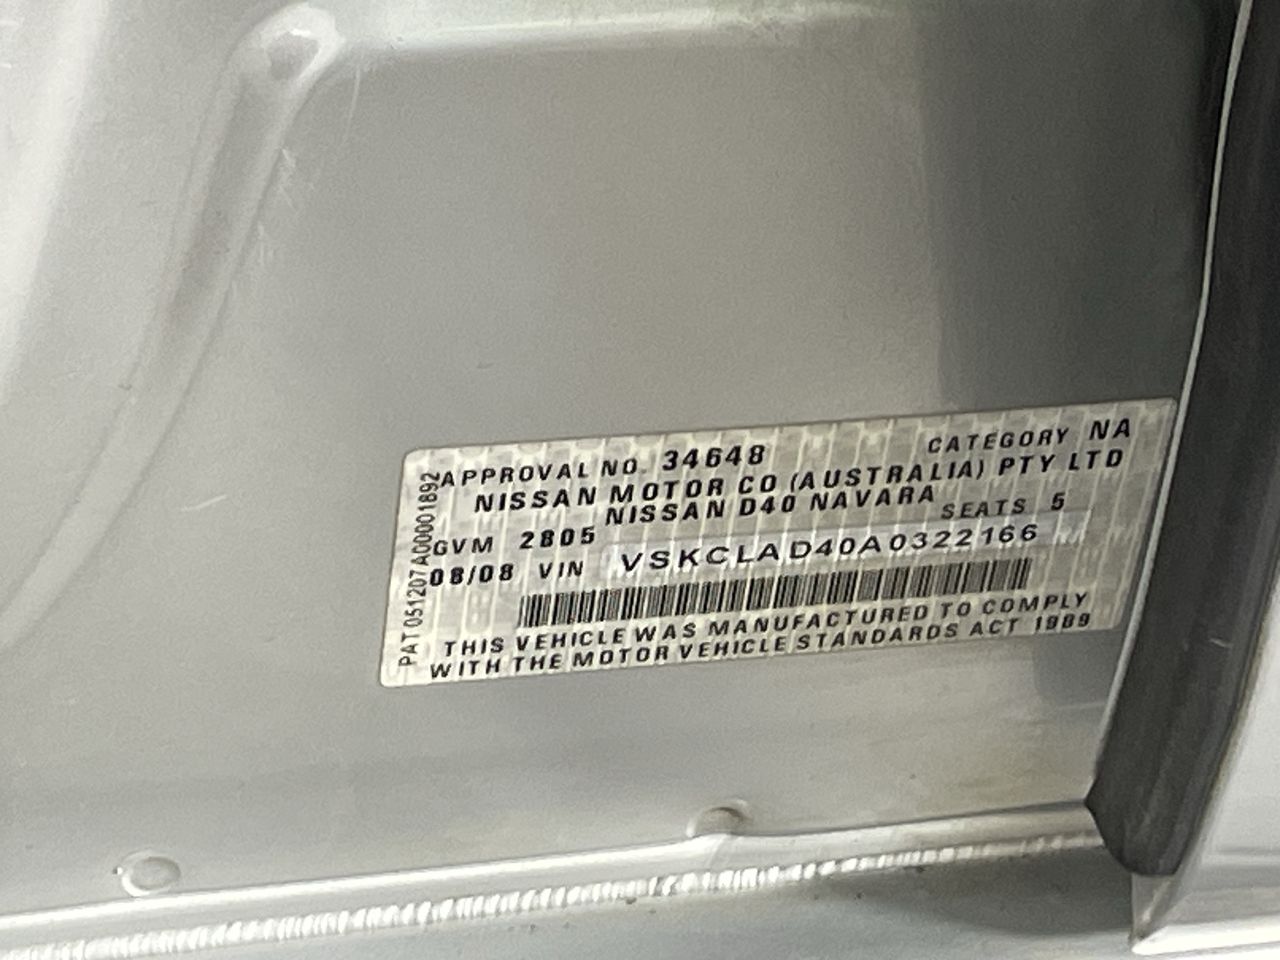 APPROVAL NO. 34648 CATEGORY NA
NISSAN MOTOR CO (AUSTRALIA) PTY LTD
NISSAN D40 NAVARA
GVM 2805 SEATS 5
08/08 VIN VSKCLAD40A0322166
THIS VEHICLE WAS MANUFACTURED TO COMPLY
WITH THE MOTOR VEHICLE STANDARDS ACT 1989
PAT 051207A00001892